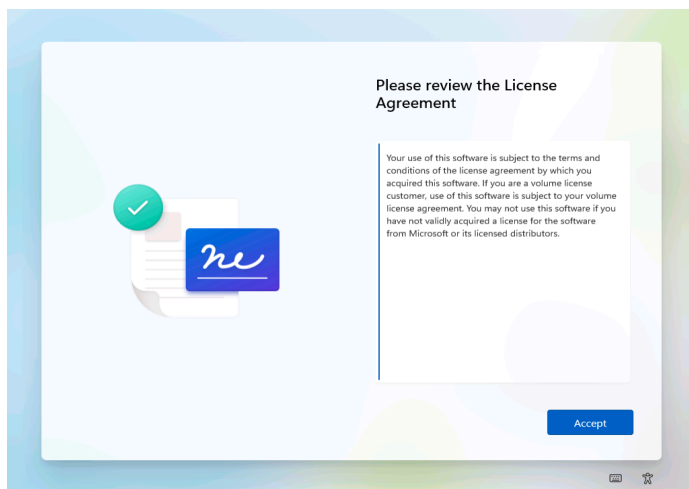 Please review the License
Agreement
Your use of this software is subject to the terms and
conditions of the license agreement by which you
acquired this software. If you are a volume license
customer, use of this software is subject to your volume
license agreement. You may not use this software if you
have not validly acquired a license for the software
from Microsoft or its licensed distributors.
Accept